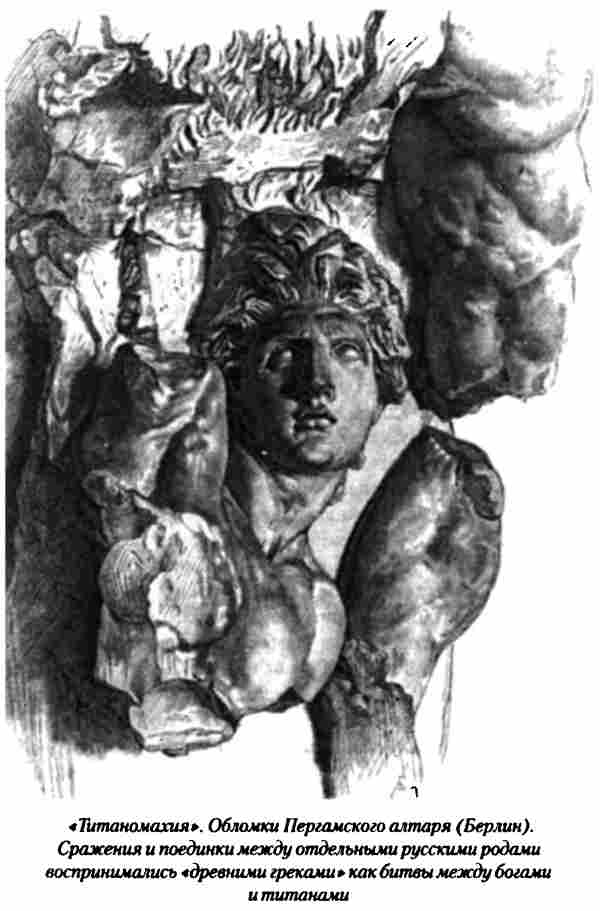 «Титаномахия». Обломки Пергамского алтаря (Берлин).
Сражения и поединки между отдельными русскими родами
воспринимались «древними греками» как битвы между богами
и титанами